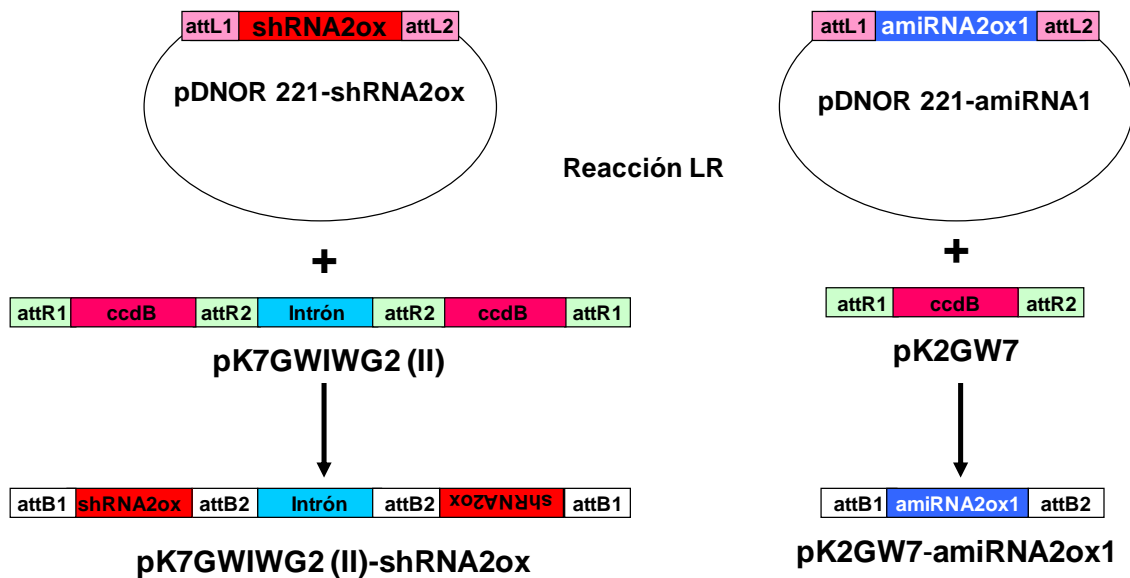 attL1 shRNA2ox attL2
pDNOR 221-shRNA2ox
attL1 amiRNA2ox1 attL2
pDNOR 221-amiRNA1
Reacción LR
+
+
attR1 ccdB attR2 Intrón attR2 ccdB attR1
pK7GWIWG2 (II)
attR1 ccdB attR2
pK2GW7
attB1 shRNA2ox attB2 Intrón attB2 shRNA2ox attB1
pK7GWIWG2 (II)-shRNA2ox
attB1 amiRNA2ox1 attB2
pK2GW7-amiRNA2ox1